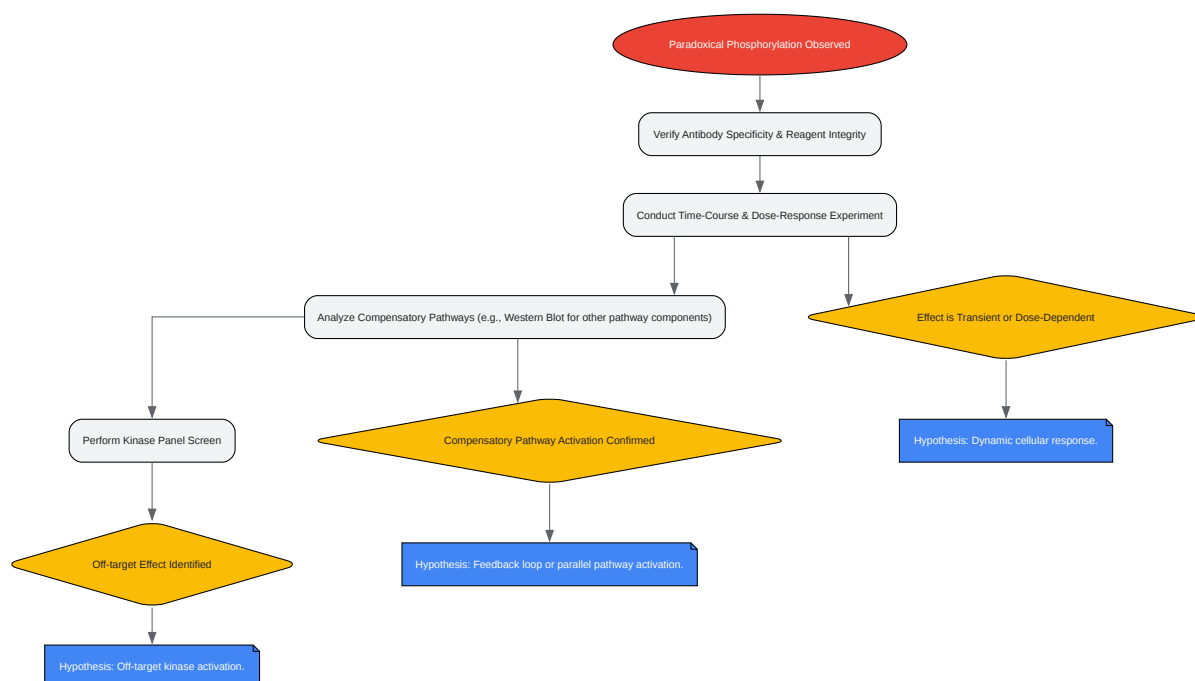 Paradoxical Phosphorylation Observed
Verify Antibody Specificity & Reagent Integrity
Conduct Time-Course & Dose-Response Experiment
Analyze Compensatory Pathways (e.g., Western Blot for other pathway components)
Effect is Transient or Dose-Dependent
Perform Kinase Panel Screen
Compensatory Pathway Activation Confirmed
Hypothesis: Dynamic cellular response.
Off-target Effect Identified
Hypothesis: Feedback loop or parallel pathway activation.
Hypothesis: Off-target kinase activation.